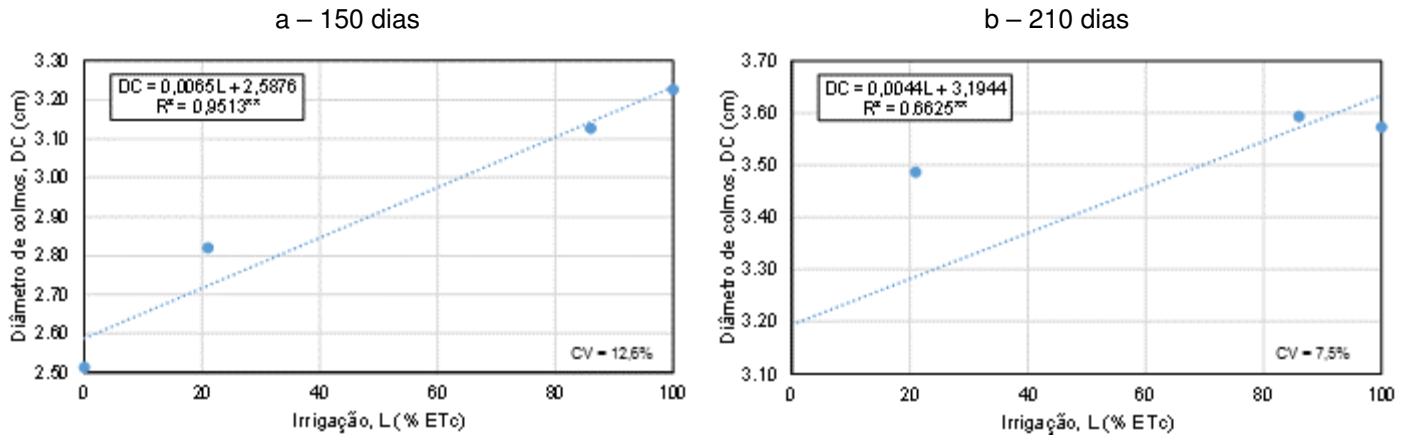 a – 150 dias
Diâmetro de colmos, DC (cm)
3.30
3.20
3.10
3.00
2.90
2.80
2.70
2.60
2.50
DC = 0,0065L + 2,5876
R² = 0,9513**
CV = 12,6%
0 20 40 60 80 100
Irrigação, L ( % ETc)
b – 210 dias
Diâmetro de colmos, DC (cm)
3.70
3.60
3.50
3.40
3.30
3.20
3.10
DC = 0,0044L + 3,1944
R² = 0.6625**
CV = 7,5%
0 20 40 60 80 100
Irrigação, L ( % ETc)